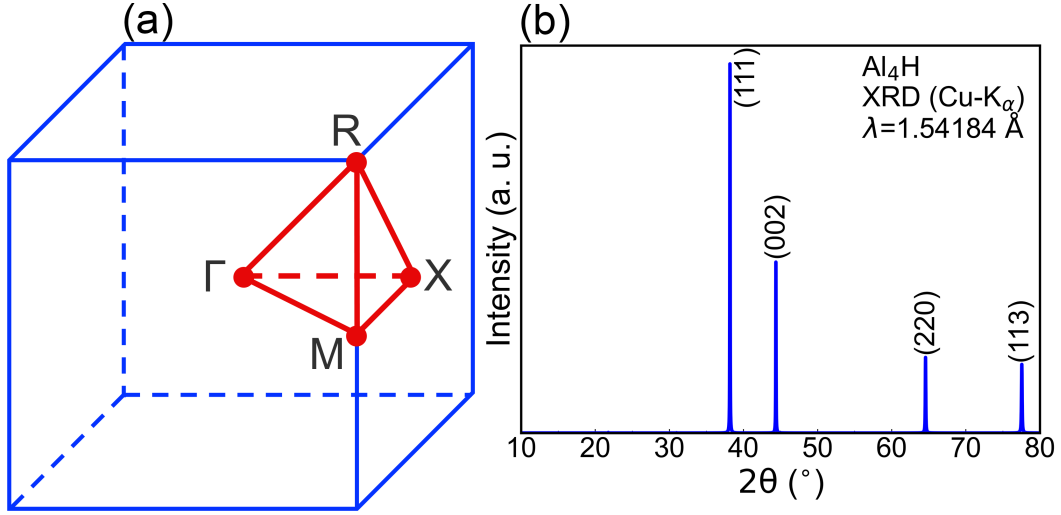 (a)
R
Γ
X
M
(b)
Al₄H
XRD (Cu-Kα)
λ=1.54184 Å
(111)
(002)
(220)
(113)
Intensity (a. u.)
10 20 30 40 50 60 70 80
2θ (°)